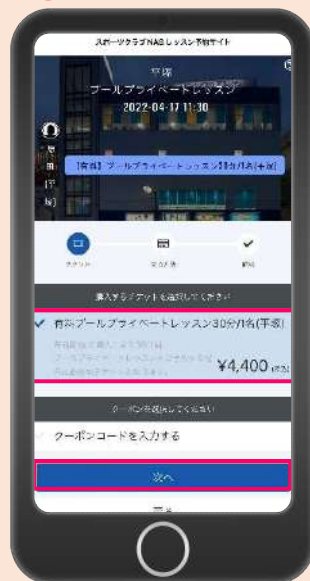 スポーツクラブNAS レッスン予約サイト
平塚
プールプライベートレッスン
2022-04-17 11:30
【有料】プールプライベートレッスン30分/1名(平塚)
チケット
購入するチケットを選択してください
有料プールプライベートレッスン30分/1名(平塚)
¥4,400
クーポンを選択してください
クーポンコードを入力する
次へ